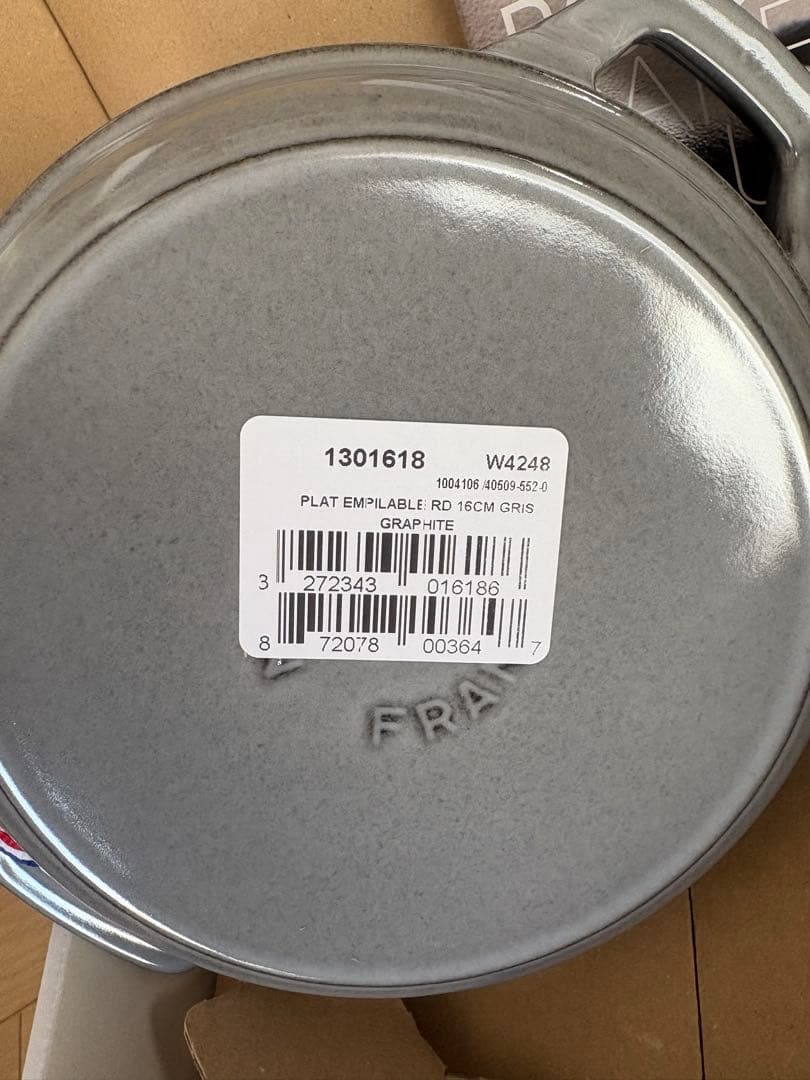 1301618 W4248
1004106 /40509-552-0
PLAT EMPILABLE RD 16CM GRIS
GRAPHITE
3 272343 016186
8 72078 00364 7